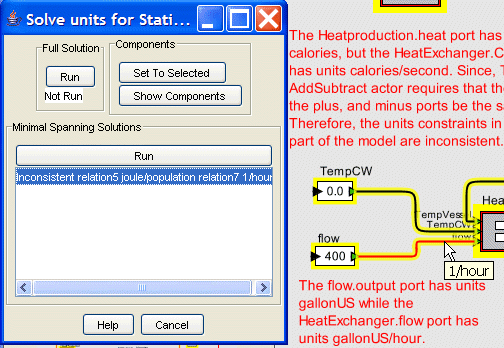 Solve units for Stati...
Full Solution
Run
Not Run
Components
Set To Selected
Show Components
Minimal Spanning Solutions
Run
Inconsistent relation5 joule/population relation7 1/hour
Help
Cancel
The Heatproduction.heat port has
calories, but the HeatExchanger.C
has units calories/second. Since, T
AddSubtract actor requires that the
the plus, and minus ports be the sa
Therefore, the units constraints in
part of the model are inconsistent.
TempCW
0.0
TempVessel
TempCW
Hea
flow
400
1/hour
The flow.output port has units
gallonUS while the
HeatExchanger.flow port has
units gallonUS/hour.